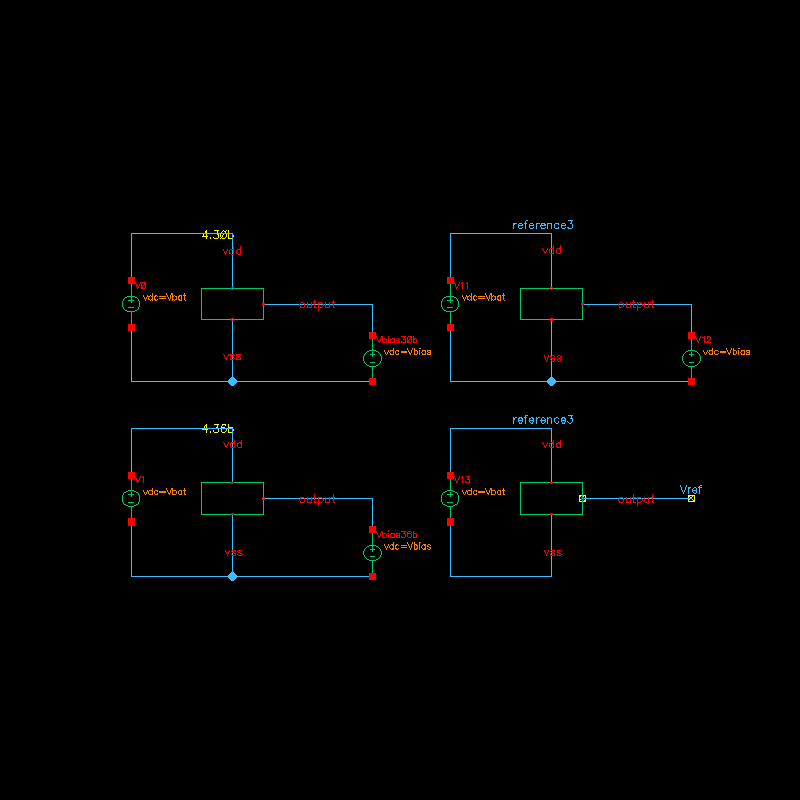 4.30b
vdd
V0
vdc=Vbat
output
Vbias30b
vdc=Vbias
vss
reference3
vdd
V11
vdc=Vbat
output
V12
vdc=Vbias
vss
4.36b
vdd
V1
vdc=Vbat
output
Vbias36b
vdc=Vbias
vss
reference3
vdd
V13
vdc=Vbat
output
Vref
vss